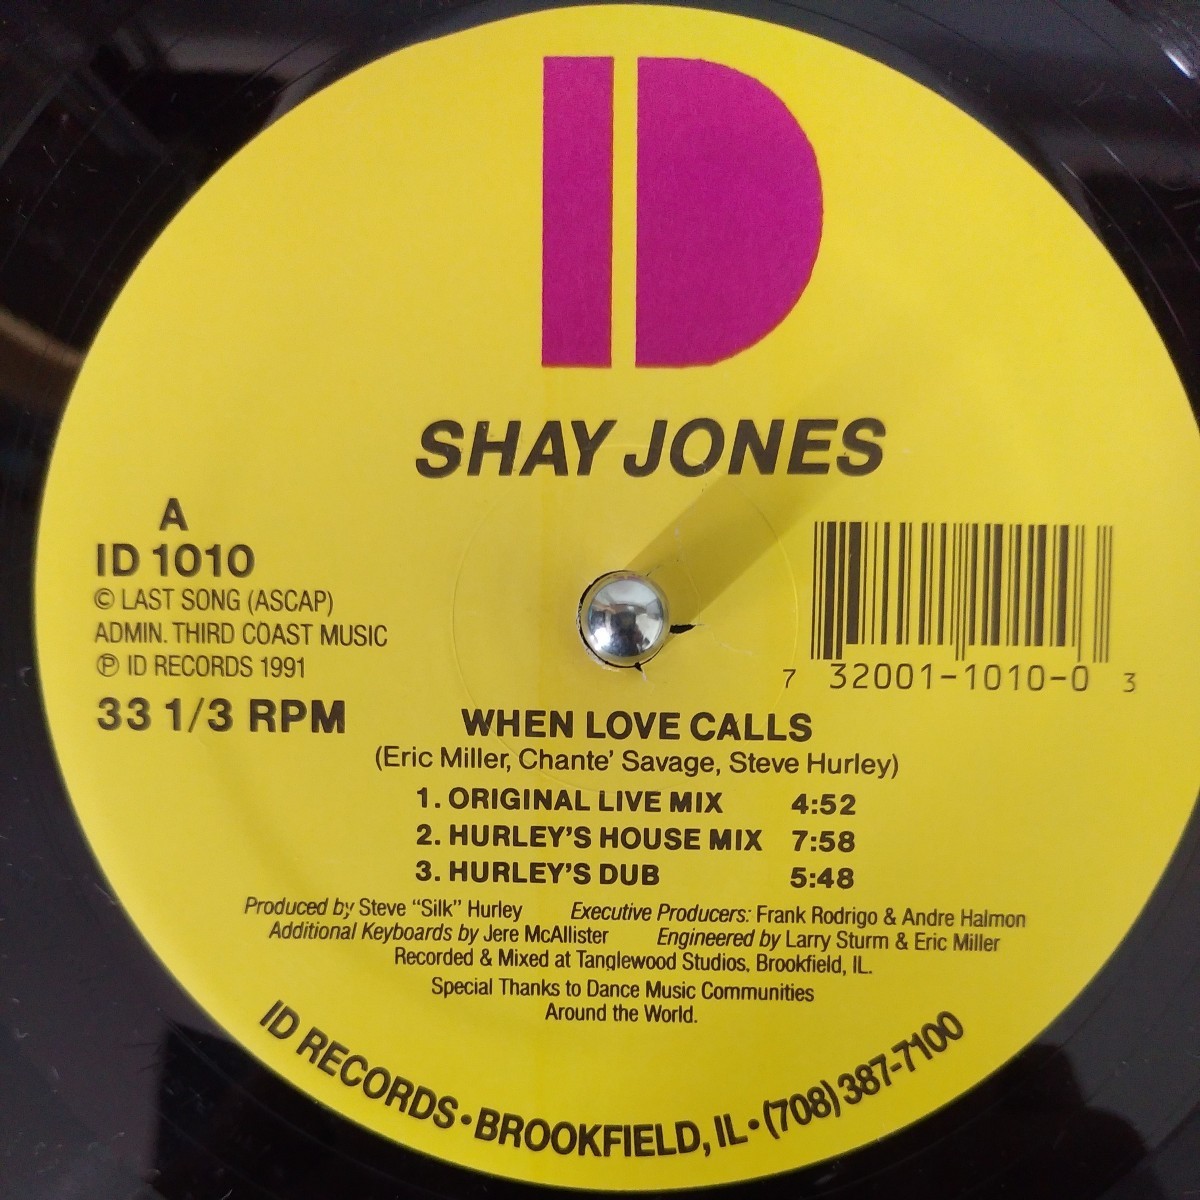 ID
SHAY JONES
A
ID 1010
© LAST SONG (ASCAP)
ADMIN. THIRD COAST MUSIC
℗ ID RECORDS 1991
33 1/3 RPM
7 32001-1010-0 3
WHEN LOVE CALLS
(Eric Miller, Chante' Savage, Steve Hurley)
1. ORIGINAL LIVE MIX 4:52
2. HURLEY'S HOUSE MIX 7:58
3. HURLEY'S DUB 5:48
Produced by Steve "Silk" Hurley Executive Producers: Frank Rodrigo & Andre Halmon
Additional Keyboards by Jere McAllister Engineered by Larry Sturm & Eric Miller
Recorded & Mixed at Tanglewood Studios, Brookfield, IL.
Special Thanks to Dance Music Communities
Around the World.
ID RECORDS • BROOKFIELD, IL • (708) 387-7100